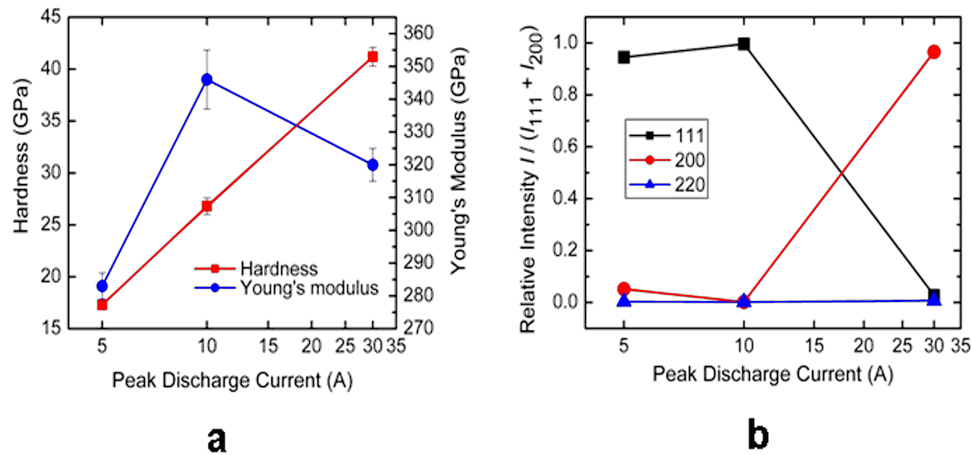 45
40
35
30
25
20
15
Hardness (GPa)
360
350
340
330
320
310
300
290
280
270
Young's Modulus (GPa)
Hardness
Young's modulus
5 10 15 20 25 30 35
Peak Discharge Current (A)
a
1.0
0.8
0.6
0.4
0.2
0.0
Relative Intensity I / (I111 + I200)
111
200
220
5 10 15 20 25 30 35
Peak Discharge Current (A)
b